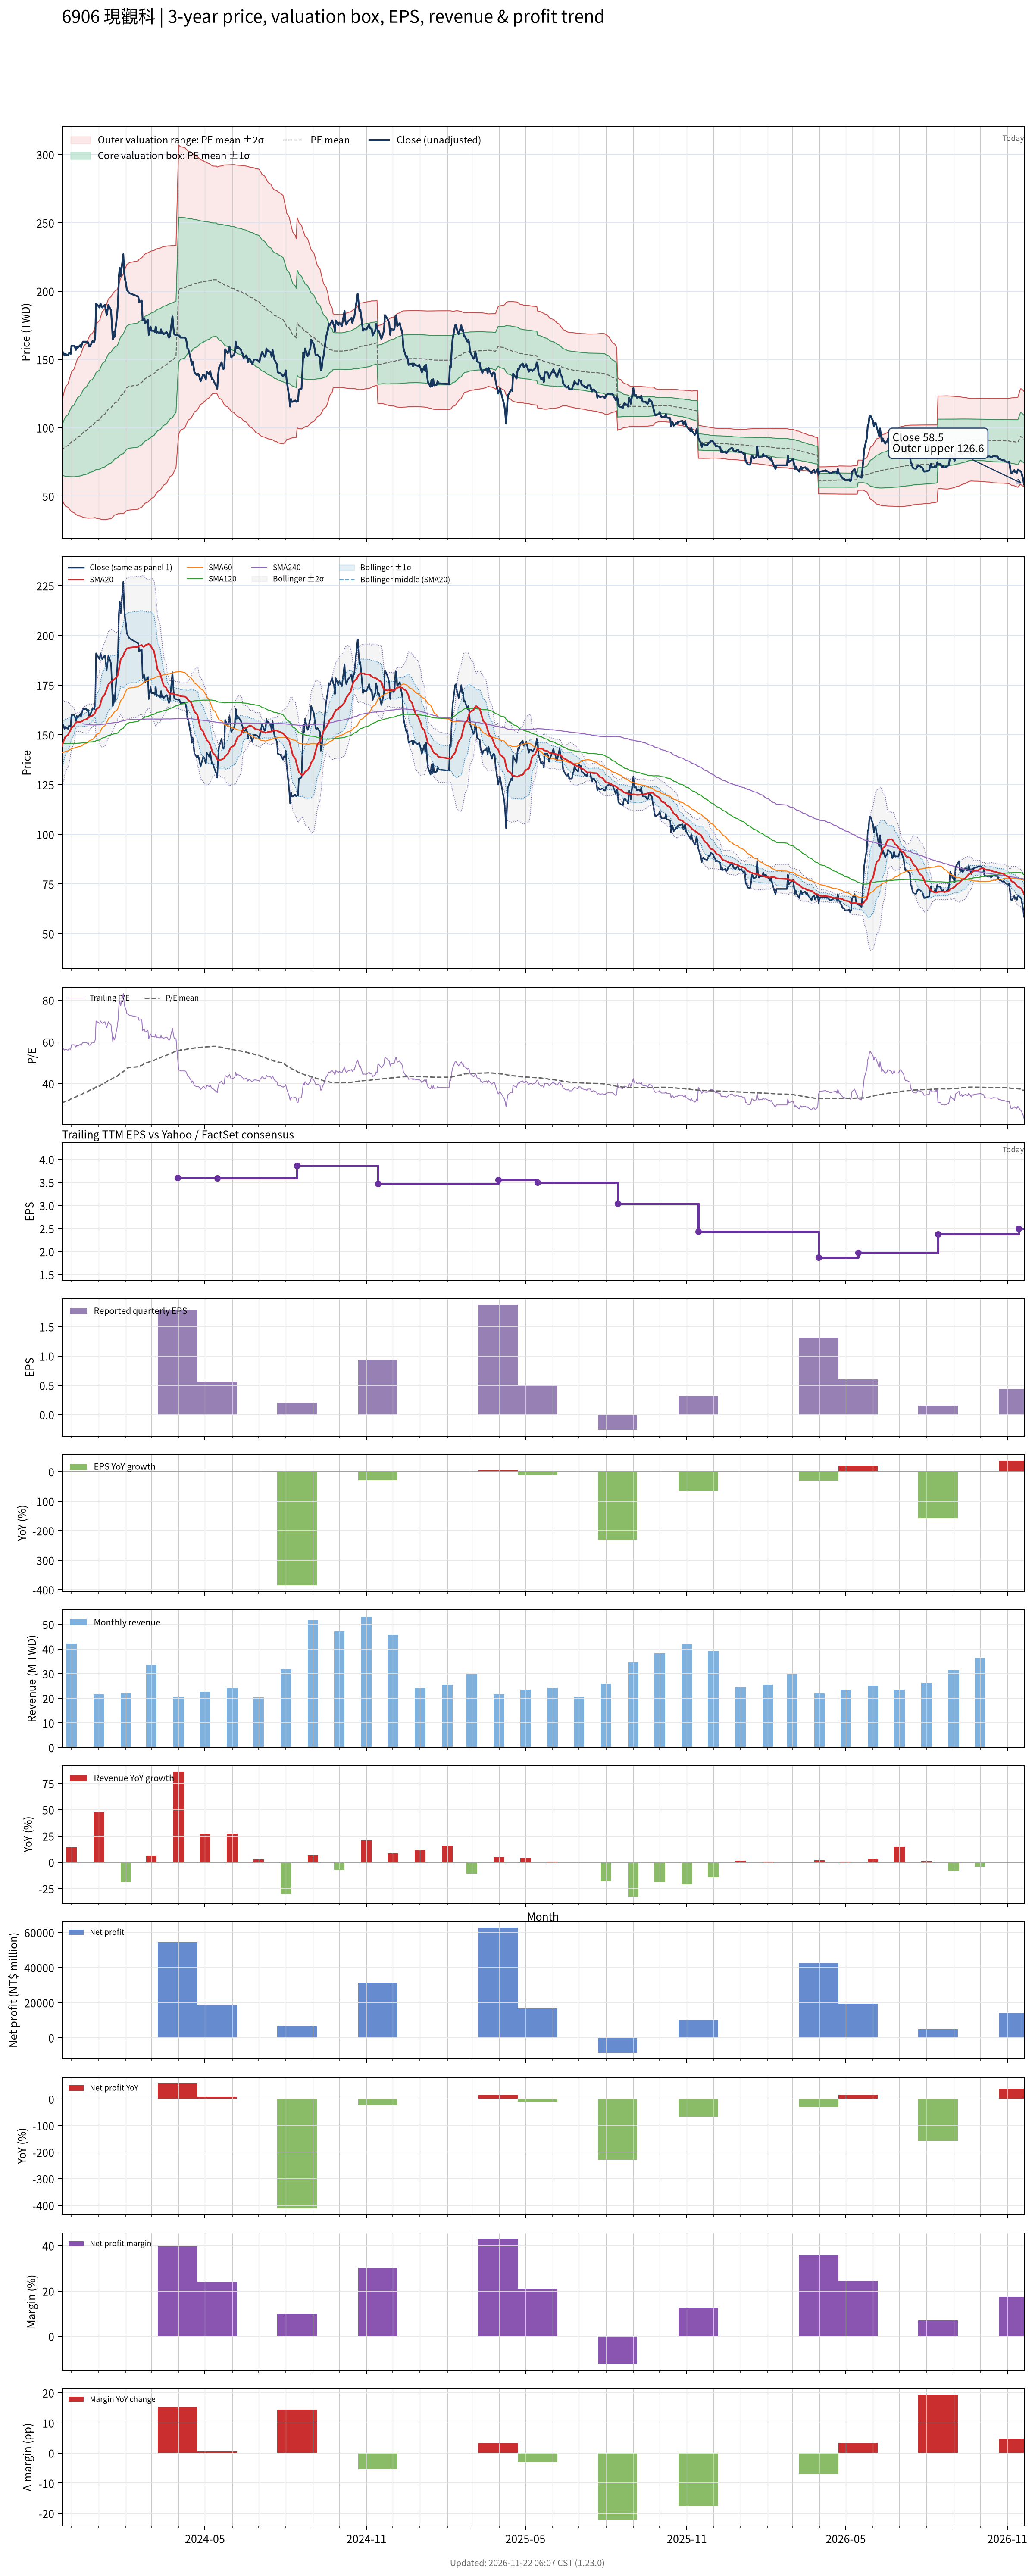 6906 現觀科 | 3-year price, valuation box, EPS, revenue & profit trend
Outer valuation range: PE mean ±2σ
PE mean
Close (unadjusted)
Core valuation box: PE mean ±1σ
Today
Price (TWD)
300
250
200
150
100
50
Close 58.5
Outer upper 126.6
Close (same as panel 1)
SMA20
SMA60
SMA120
SMA240
Bollinger ±2σ
Bollinger ±1σ
Bollinger middle (SMA20)
Price
225
200
175
150
125
100
75
50
Trailing P/E
P/E mean
P/E
80
60
40
Trailing TTM EPS vs Yahoo / FactSet consensus
Today
EPS
4.0
3.5
3.0
2.5
2.0
1.5
Reported quarterly EPS
EPS
1.5
1.0
0.5
0.0
EPS YoY growth
YoY (%)
0
-100
-200
-300
-400
Monthly revenue
Revenue (M TWD)
50
40
30
20
10
0
Revenue YoY growth
YoY (%)
75
50
25
0
-25
Month
Net profit
Net profit (NT$ million)
60000
40000
20000
0
Net profit YoY
YoY (%)
0
-100
-200
-300
-400
Net profit margin
Margin (%)
40
20
0
Margin YoY change
Δ margin (pp)
20
10
0
-10
-20
2024-05
2024-11
2025-05
2025-11
2026-05
2026-11
Updated: 2026-11-22 06:07 CST (1.23.0)